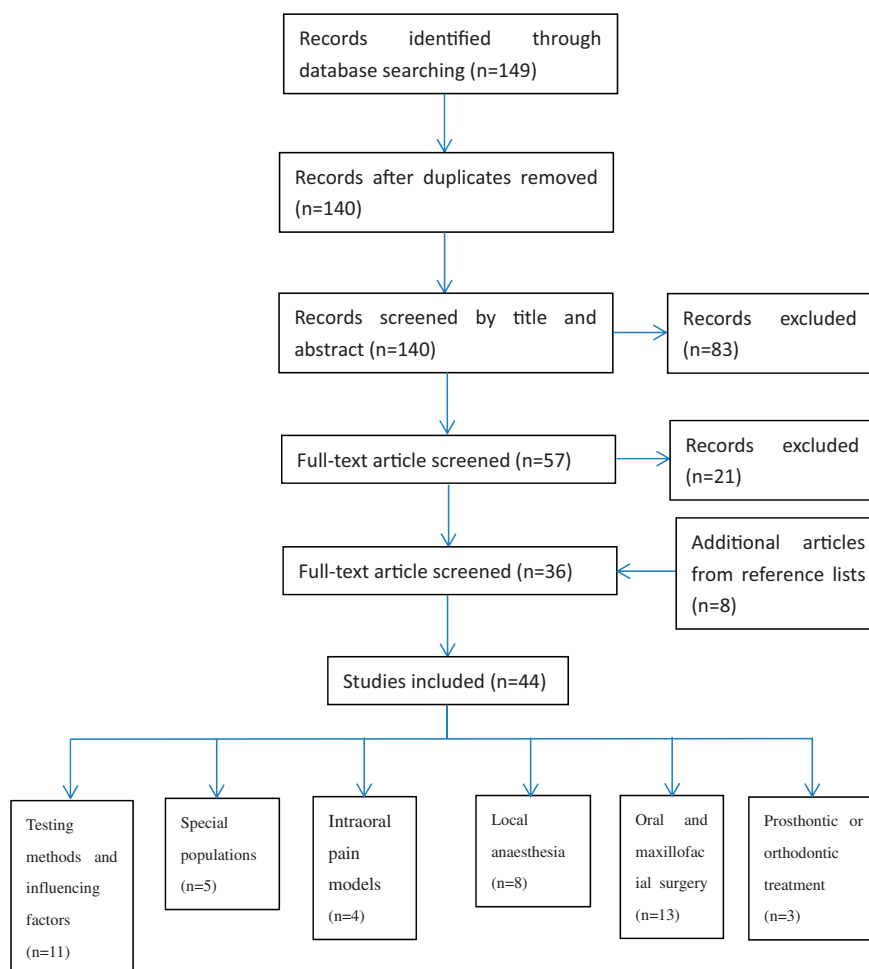 Records identified through
database searching (n=149)
Records after duplicates removed
(n=140)
Records screened by title and
abstract (n=140)
Records excluded
(n=83)
Full-text article screened (n=57)
Records excluded
(n=21)
Full-text article screened (n=36)
Additional articles
from reference lists
(n=8)
Studies included (n=44)
Testing
methods and
influencing
factors
(n=11)
Special
populations
(n=5)
Intraoral
pain
models
(n=4)
Local
anaesthesia
(n=8)
Oral and
maxillofac
ial surgery
(n=13)
Prosthontic or
orthodontic
treatment
(n=3)